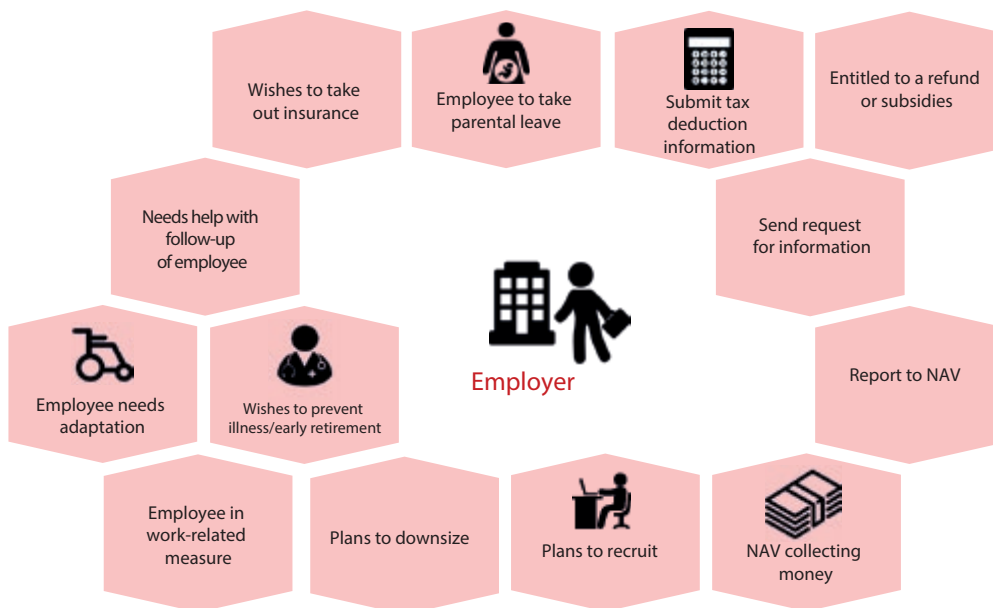 Wishes to take
out insurance
Employee to take
parental leave
Submit tax
deduction
information
Entitled to a refund
or subsidies
Needs help with
follow-up
of employee
Send request
for information
Employee needs
adaptation
Wishes to prevent
illness/early retirement
Employer
Report to NAV
Employee in
work-related
measure
Plans to downsize
Plans to recruit
NAV collecting
money